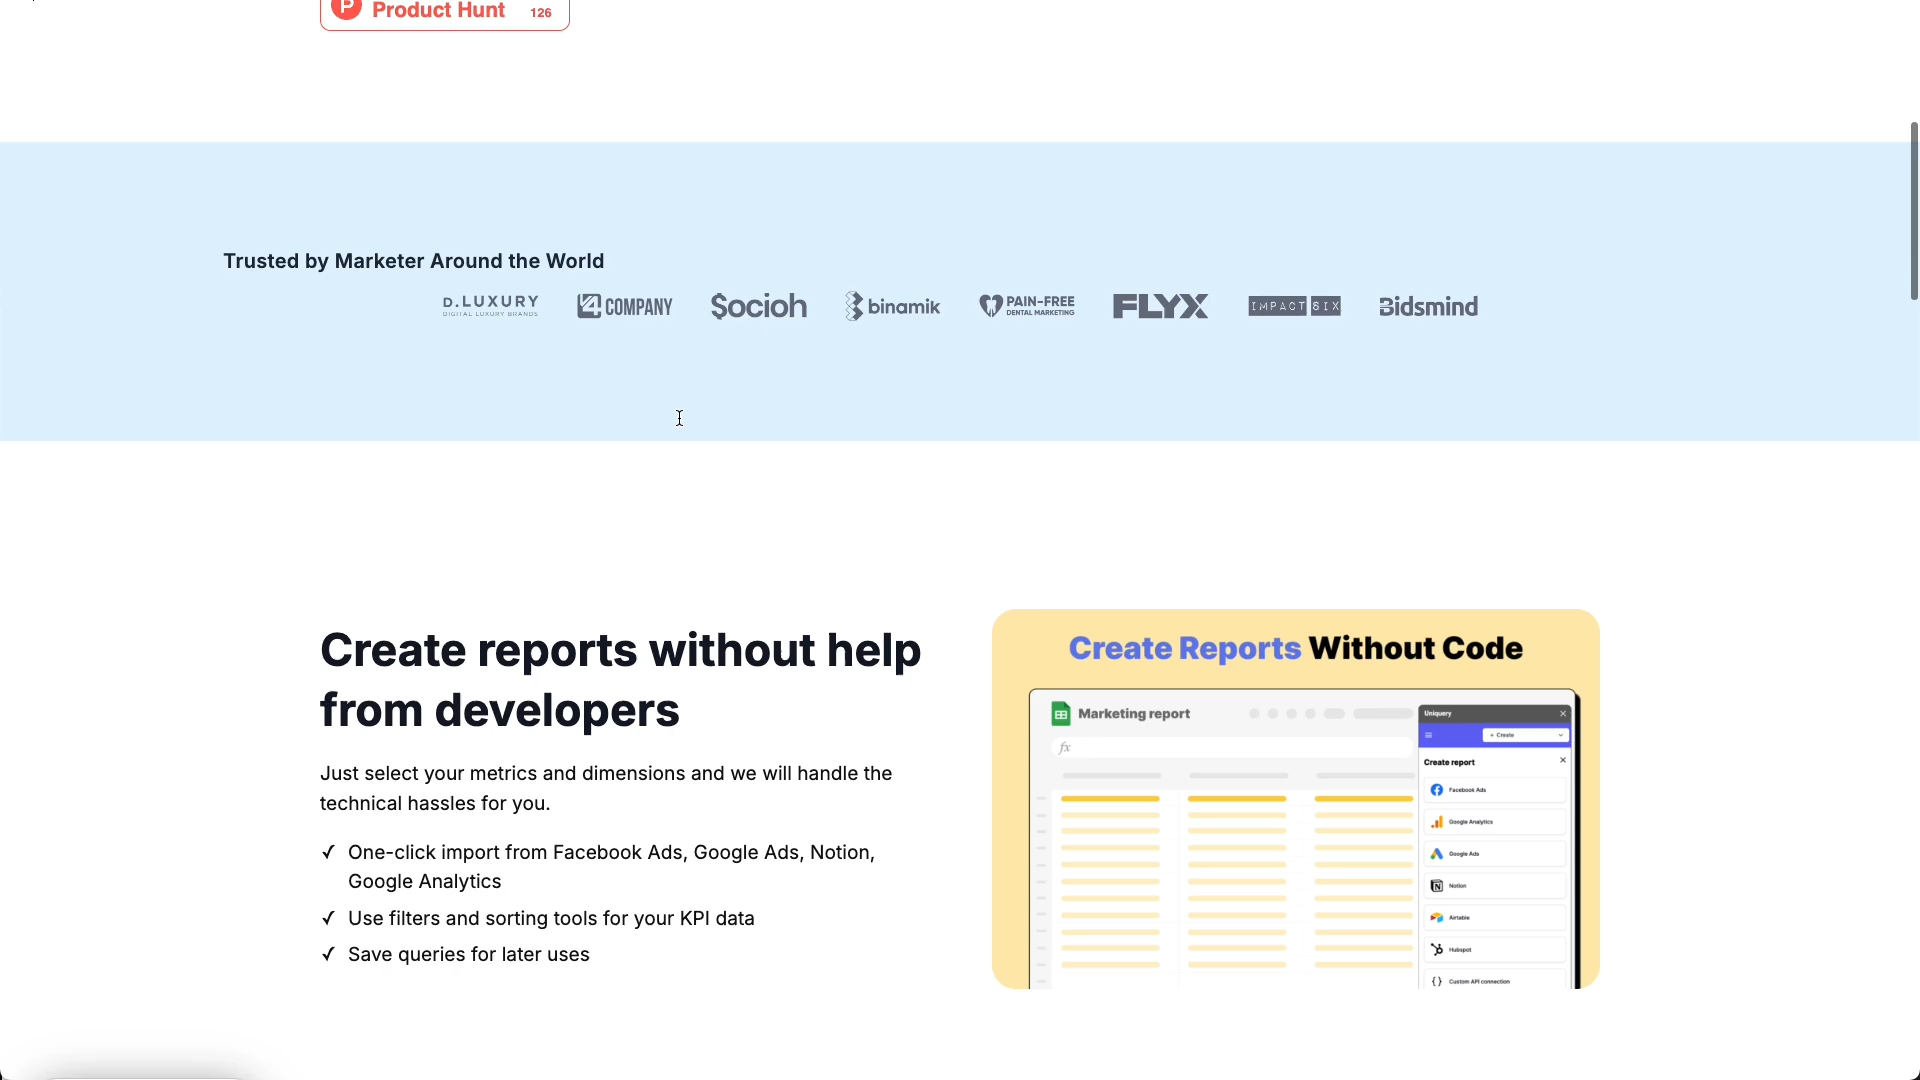 Product Hunt 126
Trusted by Marketer Around the World
D.LUXURY
DIGITAL LUXURY BRANDS
COMPANY
$ocioh
binamik
PAIN-FREE
DENTAL MARKETING
FLYX
IMPACT SIX
Bidsmind
Create reports without help
from developers
Just select your metrics and dimensions and we will handle the
technical hassles for you.
✓ One-click import from Facebook Ads, Google Ads, Notion,
Google Analytics
✓ Use filters and sorting tools for your KPI data
✓ Save queries for later uses
Create Reports Without Code
Marketing report
fx
Uniquery
+ Create
Create report
Facebook Ads
Google Analytics
Google Ads
Notion
Airtable
Hubspot
{ } Custom API connection